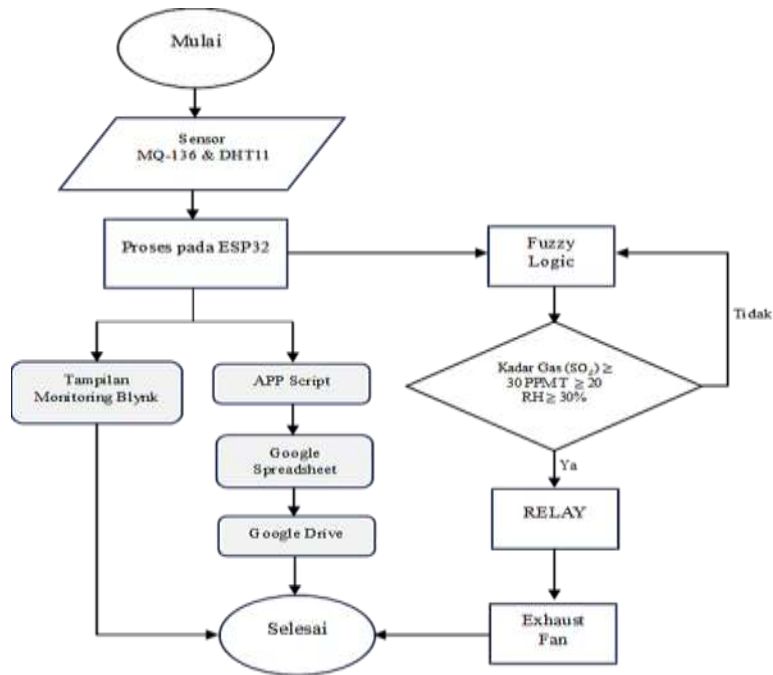 Mulai
Sensor
MQ-136 & DHT11
Proses pada ESP32
Fuzzy
Logic
Tidak
Tampilan
Monitoring Blynk
APP Script
Kadar Gas (SO₂) ≥
30 PPMT ≥ 20
RH ≥ 30%
Google
Spreadsheet
Ya
RELAY
Google Drive
Selesai
Exhaust
Fan